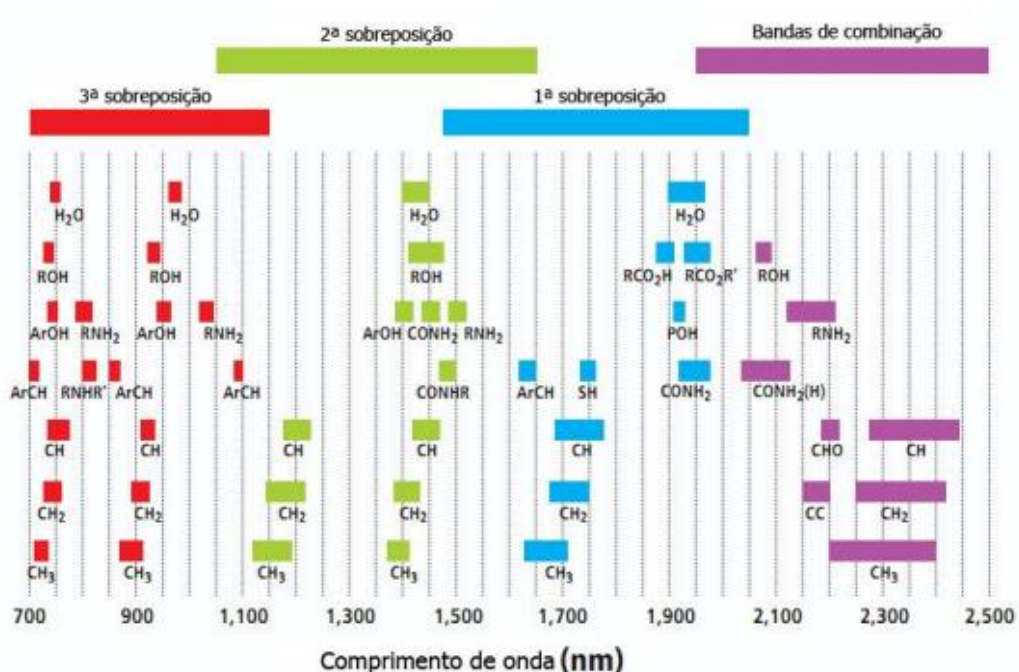 2ª sobreposição
Bandas de combinação
3ª sobreposição
1ª sobreposição
H₂O H₂O H₂O H₂O
ROH ROH ROH RCO₂H RCO₂R' ROH
ArOH RNH₂ ArOH RNH₂ ArOH CONH₂ RNH₂ POH RNH₂
ArCH RNHR' ArCH ArCH CONHR ArCH SH CONH₂ CONH₂(H)
CH CH CH CH CH CHO CH
CH₂ CH₂ CH₂ CH₂ CH₂ CC CH₂
CH₃ CH₃ CH₃ CH₃ CH₃ CH₃
700 900 1,100 1,300 1,500 1,700 1,900 2,100 2,300 2,500
Comprimento de onda (nm)